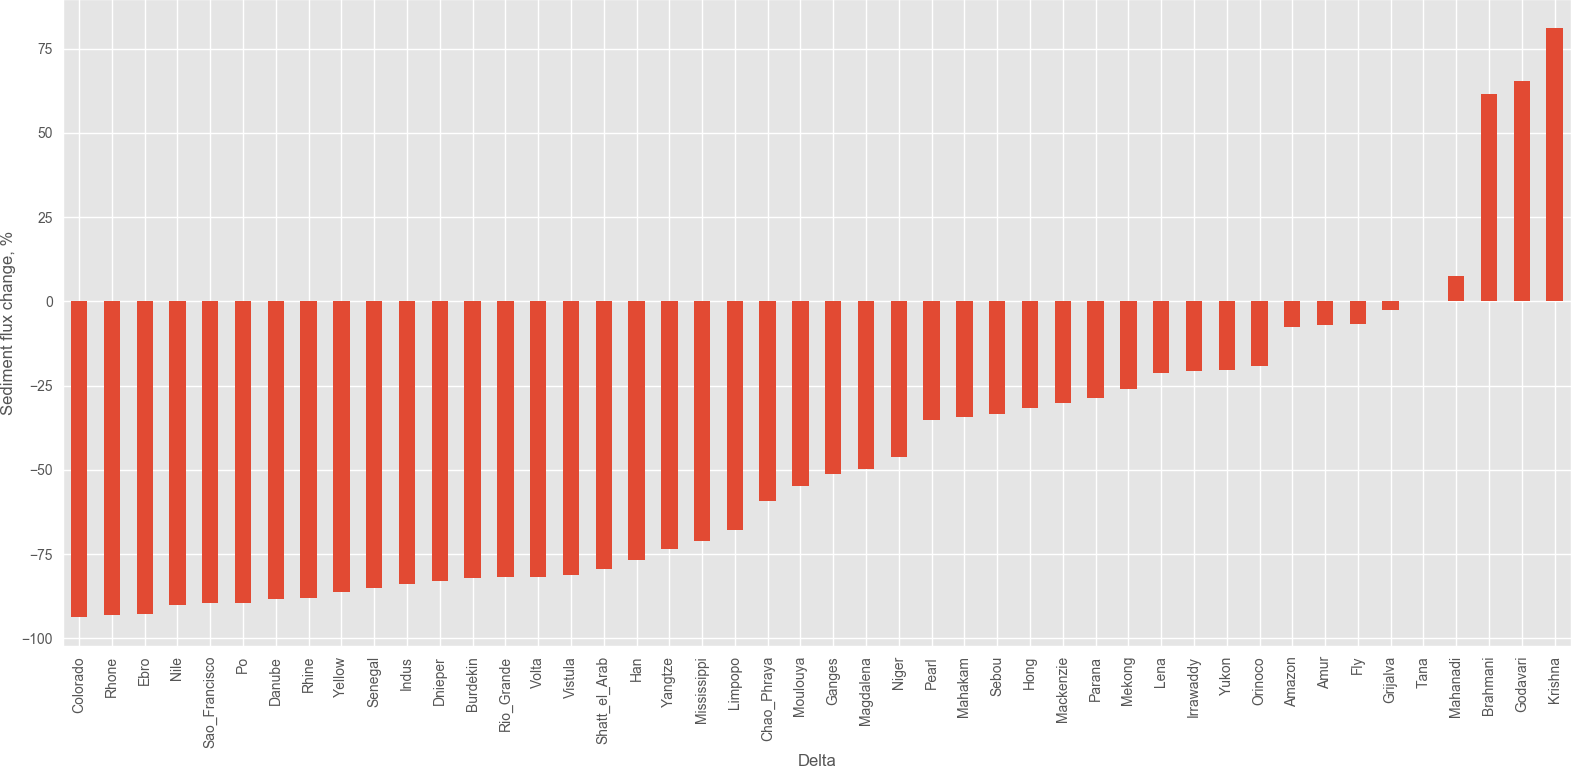 Sediment flux change, %
75
50
25
0
−25
−50
−75
−100
Colorado
Rhone
Ebro
Nile
Sao_Francisco
Po
Danube
Rhine
Yellow
Senegal
Indus
Dnieper
Burdekin
Rio_Grande
Volta
Vistula
Shatt_el_Arab
Han
Yangtze
Mississippi
Limpopo
Chao_Phraya
Moulouya
Ganges
Magdalena
Niger
Pearl
Mahakam
Sebou
Hong
Mackenzie
Parana
Mekong
Lena
Irrawaddy
Yukon
Orinoco
Amazon
Amur
Fly
Grijalva
Tana
Mahanadi
Brahmani
Godavari
Krishna
Delta